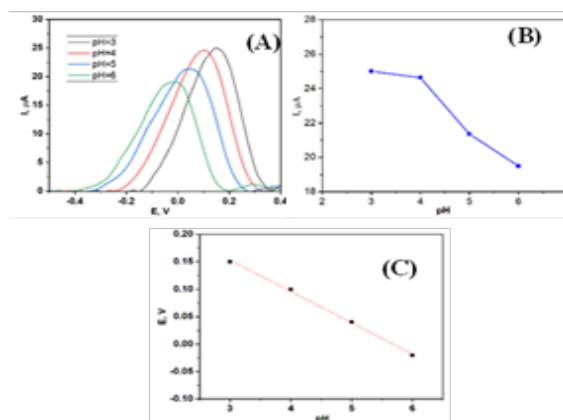 (A)
pH=3
pH=4
pH=5
pH=6
I, µA
30
25
20
15
10
5
0
-0.4 -0.2 0.0 0.2 0.4
E, V
(B)
I, µA
26
24
22
20
18
2 3 4 5 6
pH
(C)
E, V
0.20
0.15
0.10
0.05
0.00
-0.05
-0.10
3 4 5 6
pH